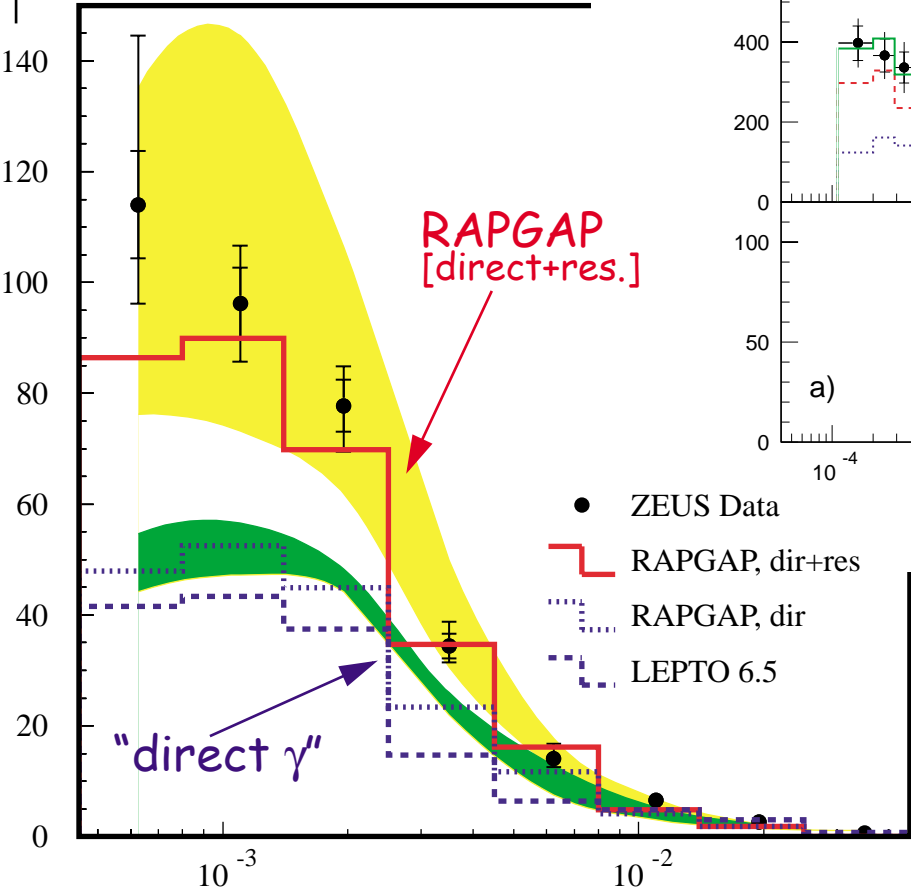 140
120
100
80
60
40
20
0
10 -3
10 -2
RAPGAP
[direct+res.]
"direct γ"
ZEUS Data
RAPGAP, dir+res
RAPGAP, dir
LEPTO 6.5
400
200
0
100
50
0
a)
10 -4